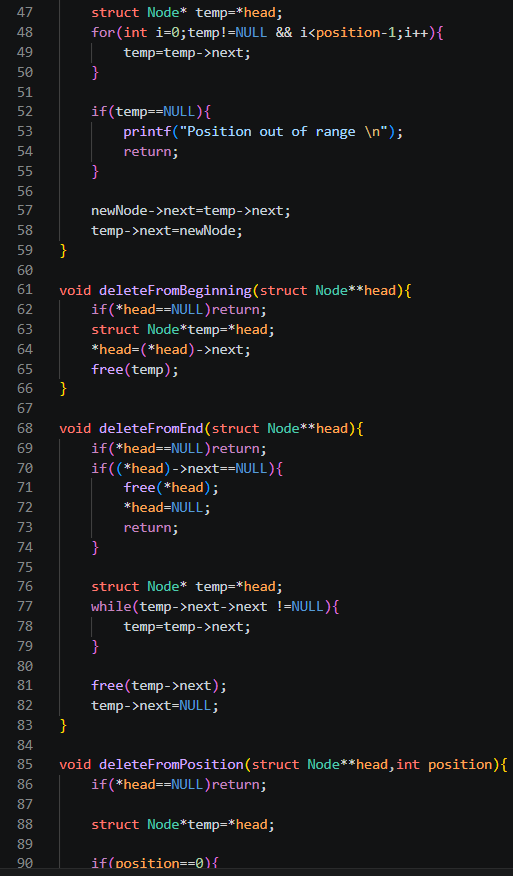 47 struct Node* temp=*head;
48 for(int i=0;temp!=NULL && i<position-1;i++){
49 temp=temp->next;
50 }
51
52 if(temp==NULL){
53 printf("Position out of range \n");
54 return;
55 }
56
57 newNode->next=temp->next;
58 temp->next=newNode;
59 }
60
61 void deleteFromBeginning(struct Node**head){
62 if(*head==NULL)return;
63 struct Node*temp=*head;
64 *head=(*head)->next;
65 free(temp);
66 }
67
68 void deleteFromEnd(struct Node**head){
69 if(*head==NULL)return;
70 if((*head)->next==NULL){
71 free(*head);
72 *head=NULL;
73 return;
74 }
75
76 struct Node* temp=*head;
77 while(temp->next->next !=NULL){
78 temp=temp->next;
79 }
80
81 free(temp->next);
82 temp->next=NULL;
83 }
84
85 void deleteFromPosition(struct Node**head,int position){
86 if(*head==NULL)return;
87
88 struct Node*temp=*head;
89
90 if(position==0){